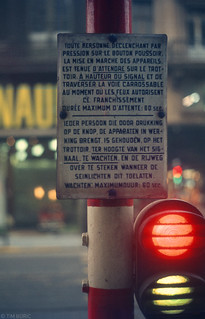 TOUTE PERSONNE DECLENCHANT PAR
PRESSION SUR LE BOUTON POUSSOIR,
LA MISE EN MARCHE DES APPAREILS,
EST TENUE D'ATTENDRE SUR LE TROT-
TOIR A HAUTEUR DU SIGNAL ET DE
TRAVERSER LA VOIE CARROSSABLE
AU MOMENT OU LES FEUX AUTORISENT
CE FRANCHISSEMENT
DUREE MAXIMUM D'ATTENTE: 60 sec.
IEDER PERSOON DIE DOOR DRUKKING
OP DE KNOP, DE APPARATEN IN WER-
KING BRENGT IS GEHOUDEN, OP HET
TROTTOIR, TER HOOGTE VAN HET SIG-
NAAL, TE WACHTEN, EN DE RIJWEG
OVER TE STEKEN WANNEER DE
SEINLICHTEN DIT TOELATEN
WACHTEN: MAXIMUMDUUR: 60 sec.
NAU